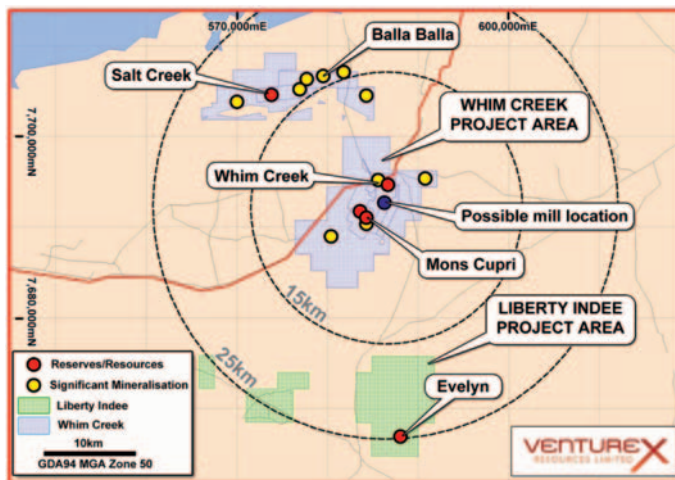 570,000mE
600,000mE
Balla Balla
Salt Creek
WHIM CREEK
PROJECT AREA
7,700,000mN
Whim Creek
Possible mill location
Mons Cupri
7,680,000mN
15km
LIBERTY INDEE
PROJECT AREA
25km
Evelyn
Reserves/Resources
Significant Mineralisation
Liberty Indee
Whim Creek
10km
GDA94 MGA Zone 50
VENTUREX
RESOURCES LIMITED